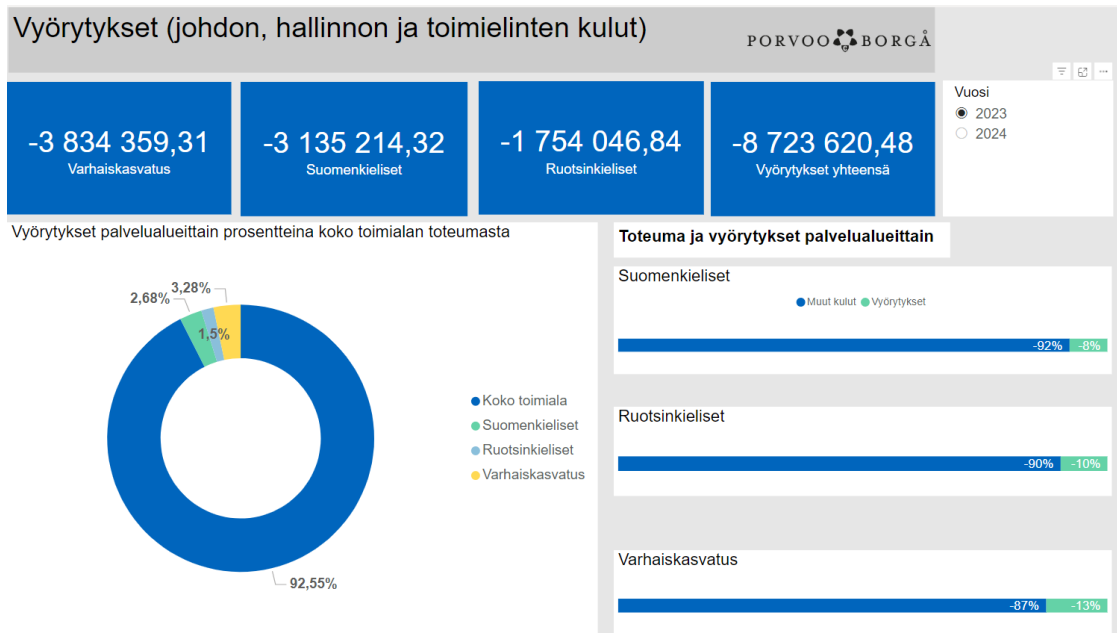 Vyörytykset (johdon, hallinnon ja toimielinten kulut)
PORVOO BORGÅ
-3 834 359,31
Varhaiskasvatus
-3 135 214,32
Suomenkieliset
-1 754 046,84
Ruotsinkieliset
-8 723 620,48
Vyörytykset yhteensä
Vuosi
2023
2024
Vyörytykset palvelualueittain prosentteina koko toimialan toteumasta
3,28%
2,68%
1,5%
92,55%
Koko toimiala
Suomenkieliset
Ruotsinkieliset
Varhaiskasvatus
Toteuma ja vyörytykset palvelualueittain
Suomenkieliset
Muut kulut Vyörytykset
-92% -8%
Ruotsinkieliset
-90% -10%
Varhaiskasvatus
-87% -13%